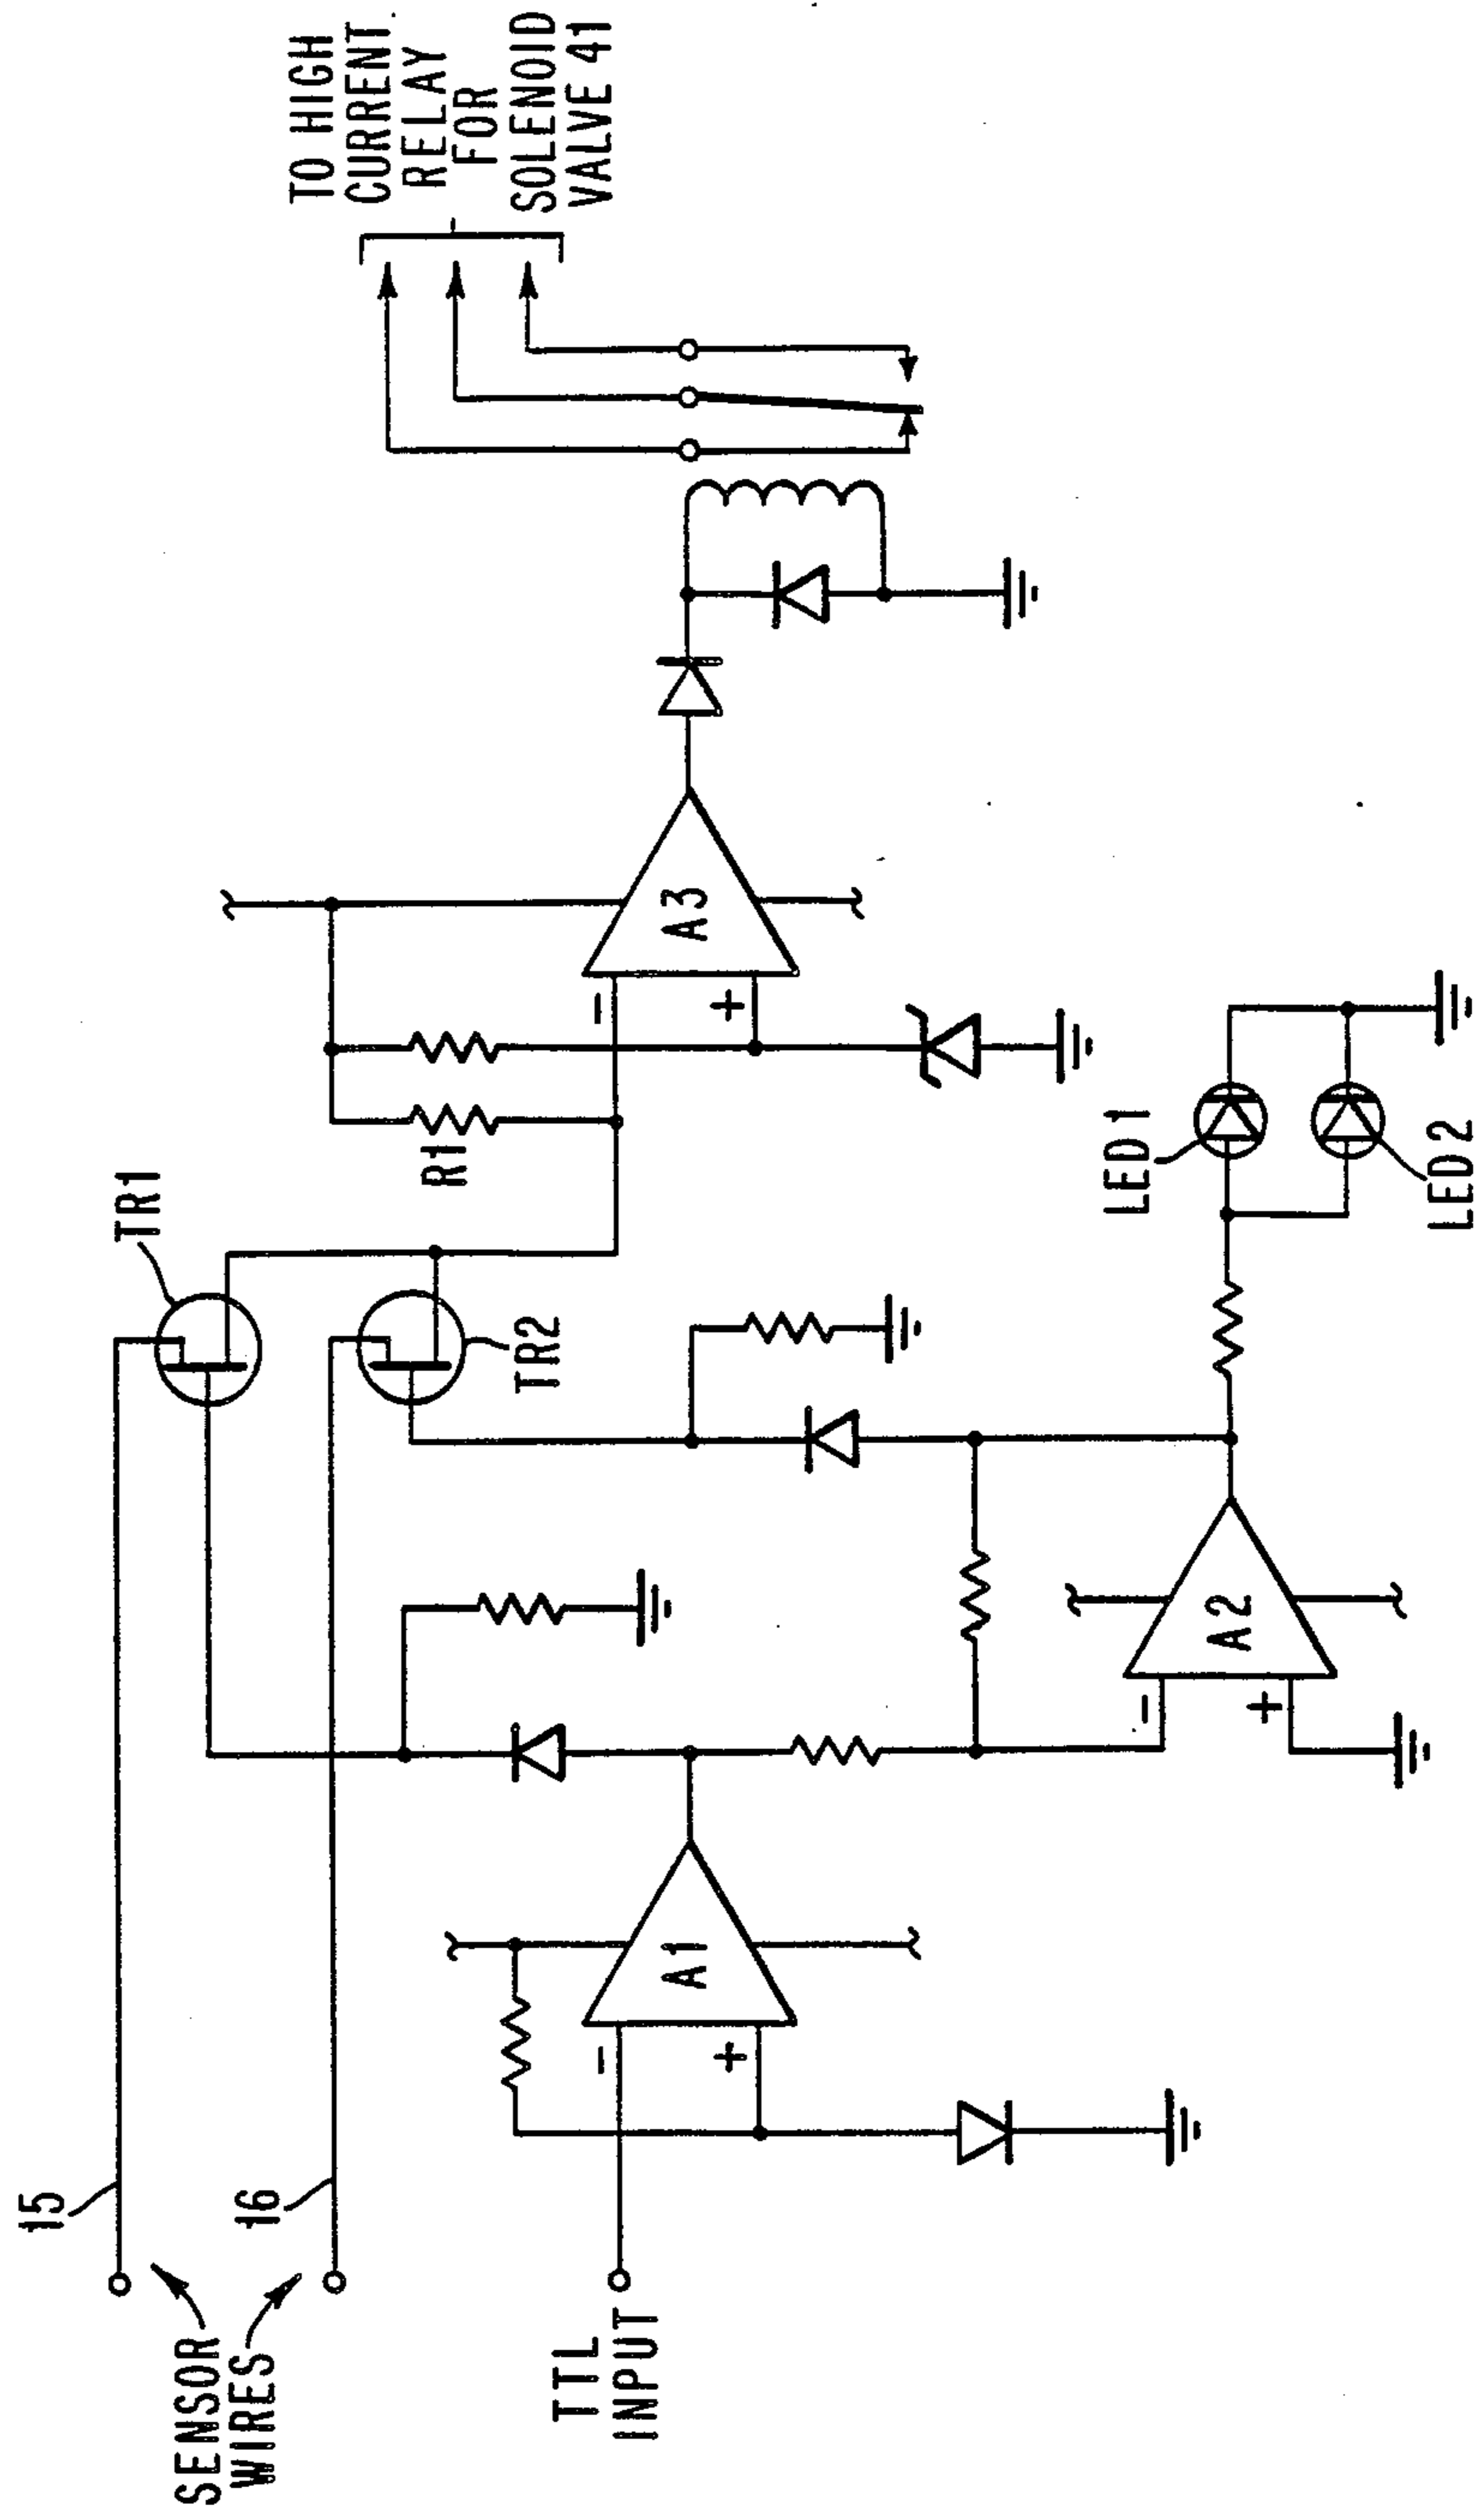 TO HIGH
CURRENT
RELAY
FOR
SOLENOID
VALVE 41
TR1
R1
A3
-
+
TR2
LED1
LED2
15
16
SENSOR
WIRES
TTL
INPUT
A1
-
+
A2
-
+